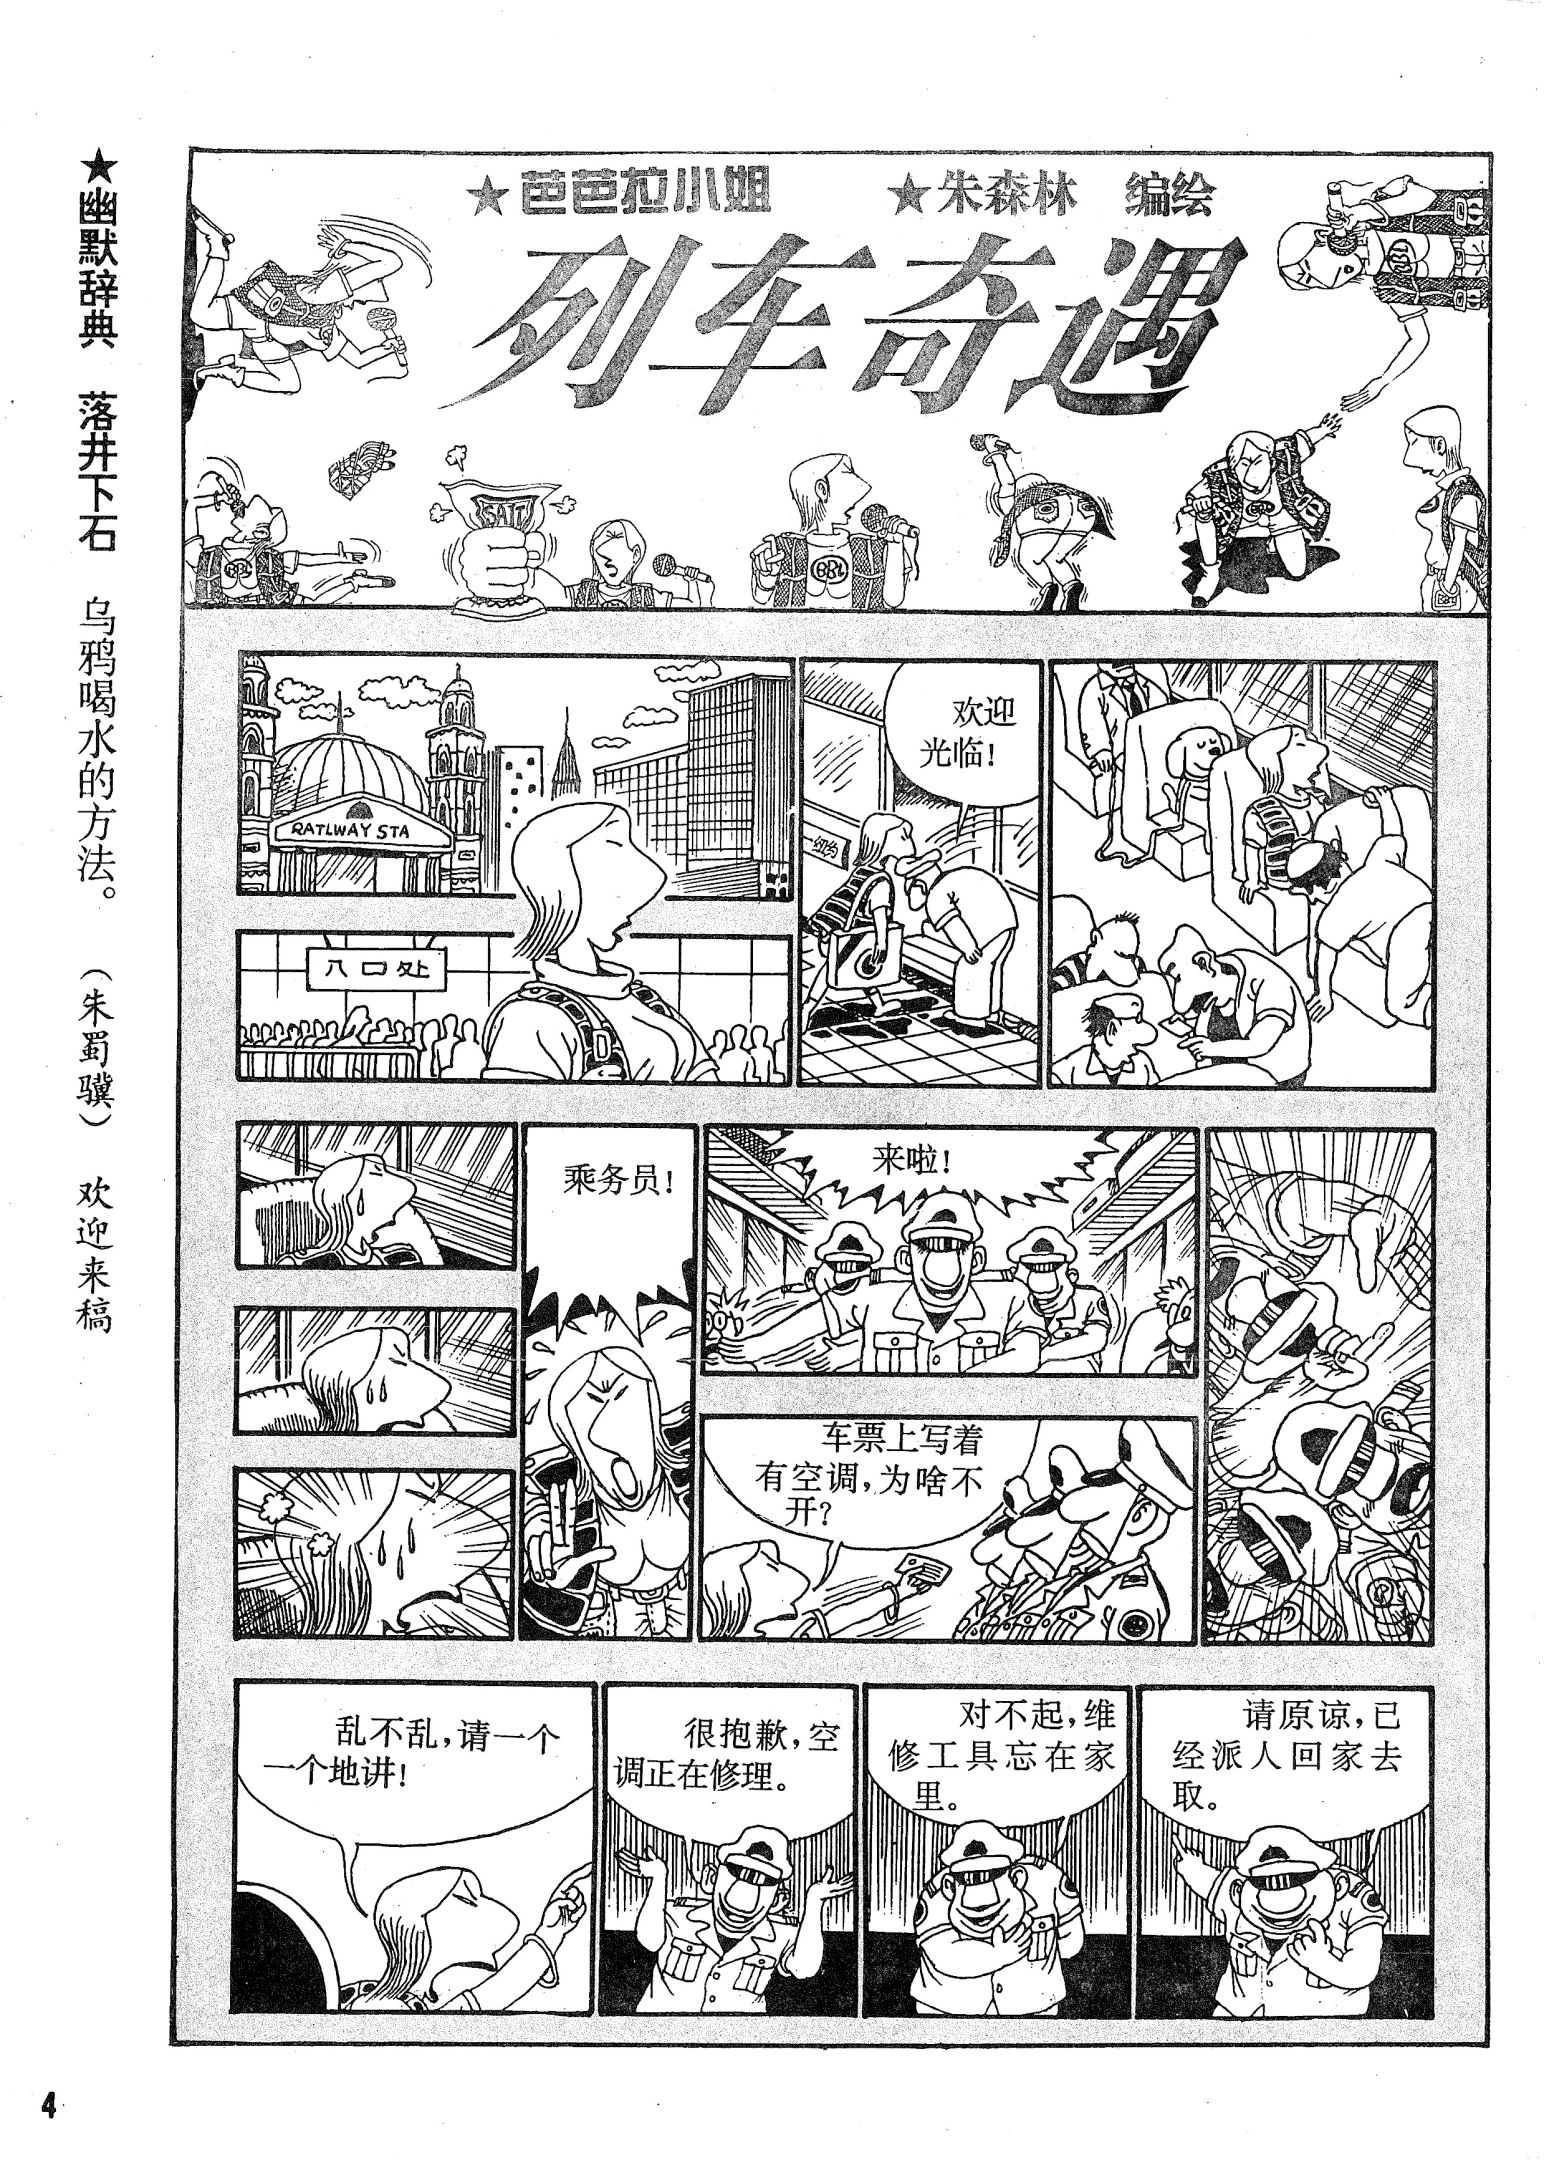 ★芭芭拉小姐 ★朱森林 编绘
列车奇遇
BBL
BBL
RATLWAY STA
入口处
欢迎
光临!
乘务员!
来啦!
车票上写着
有空调,为啥不
开?
乱不乱,请一个
一个地讲!
很抱歉,空
调正在修理。
对不起,维
修工具忘在家
里。
请原谅,已
经派人回家去
取。
★幽默辞典 落井下石 乌鸦喝水的方法。 (朱蜀骥) 欢迎来稿
4